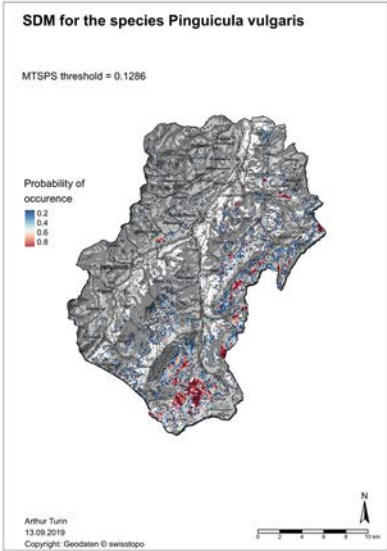 SDM for the species Pinguicula vulgaris
MTSPS threshold = 0.1286
Probability of
occurence
0.2
0.4
0.6
0.8
Arthur Turin
13.09.2019
Copyright: Geodaten © swisstopo
N
0 2 4 6 8 10 km